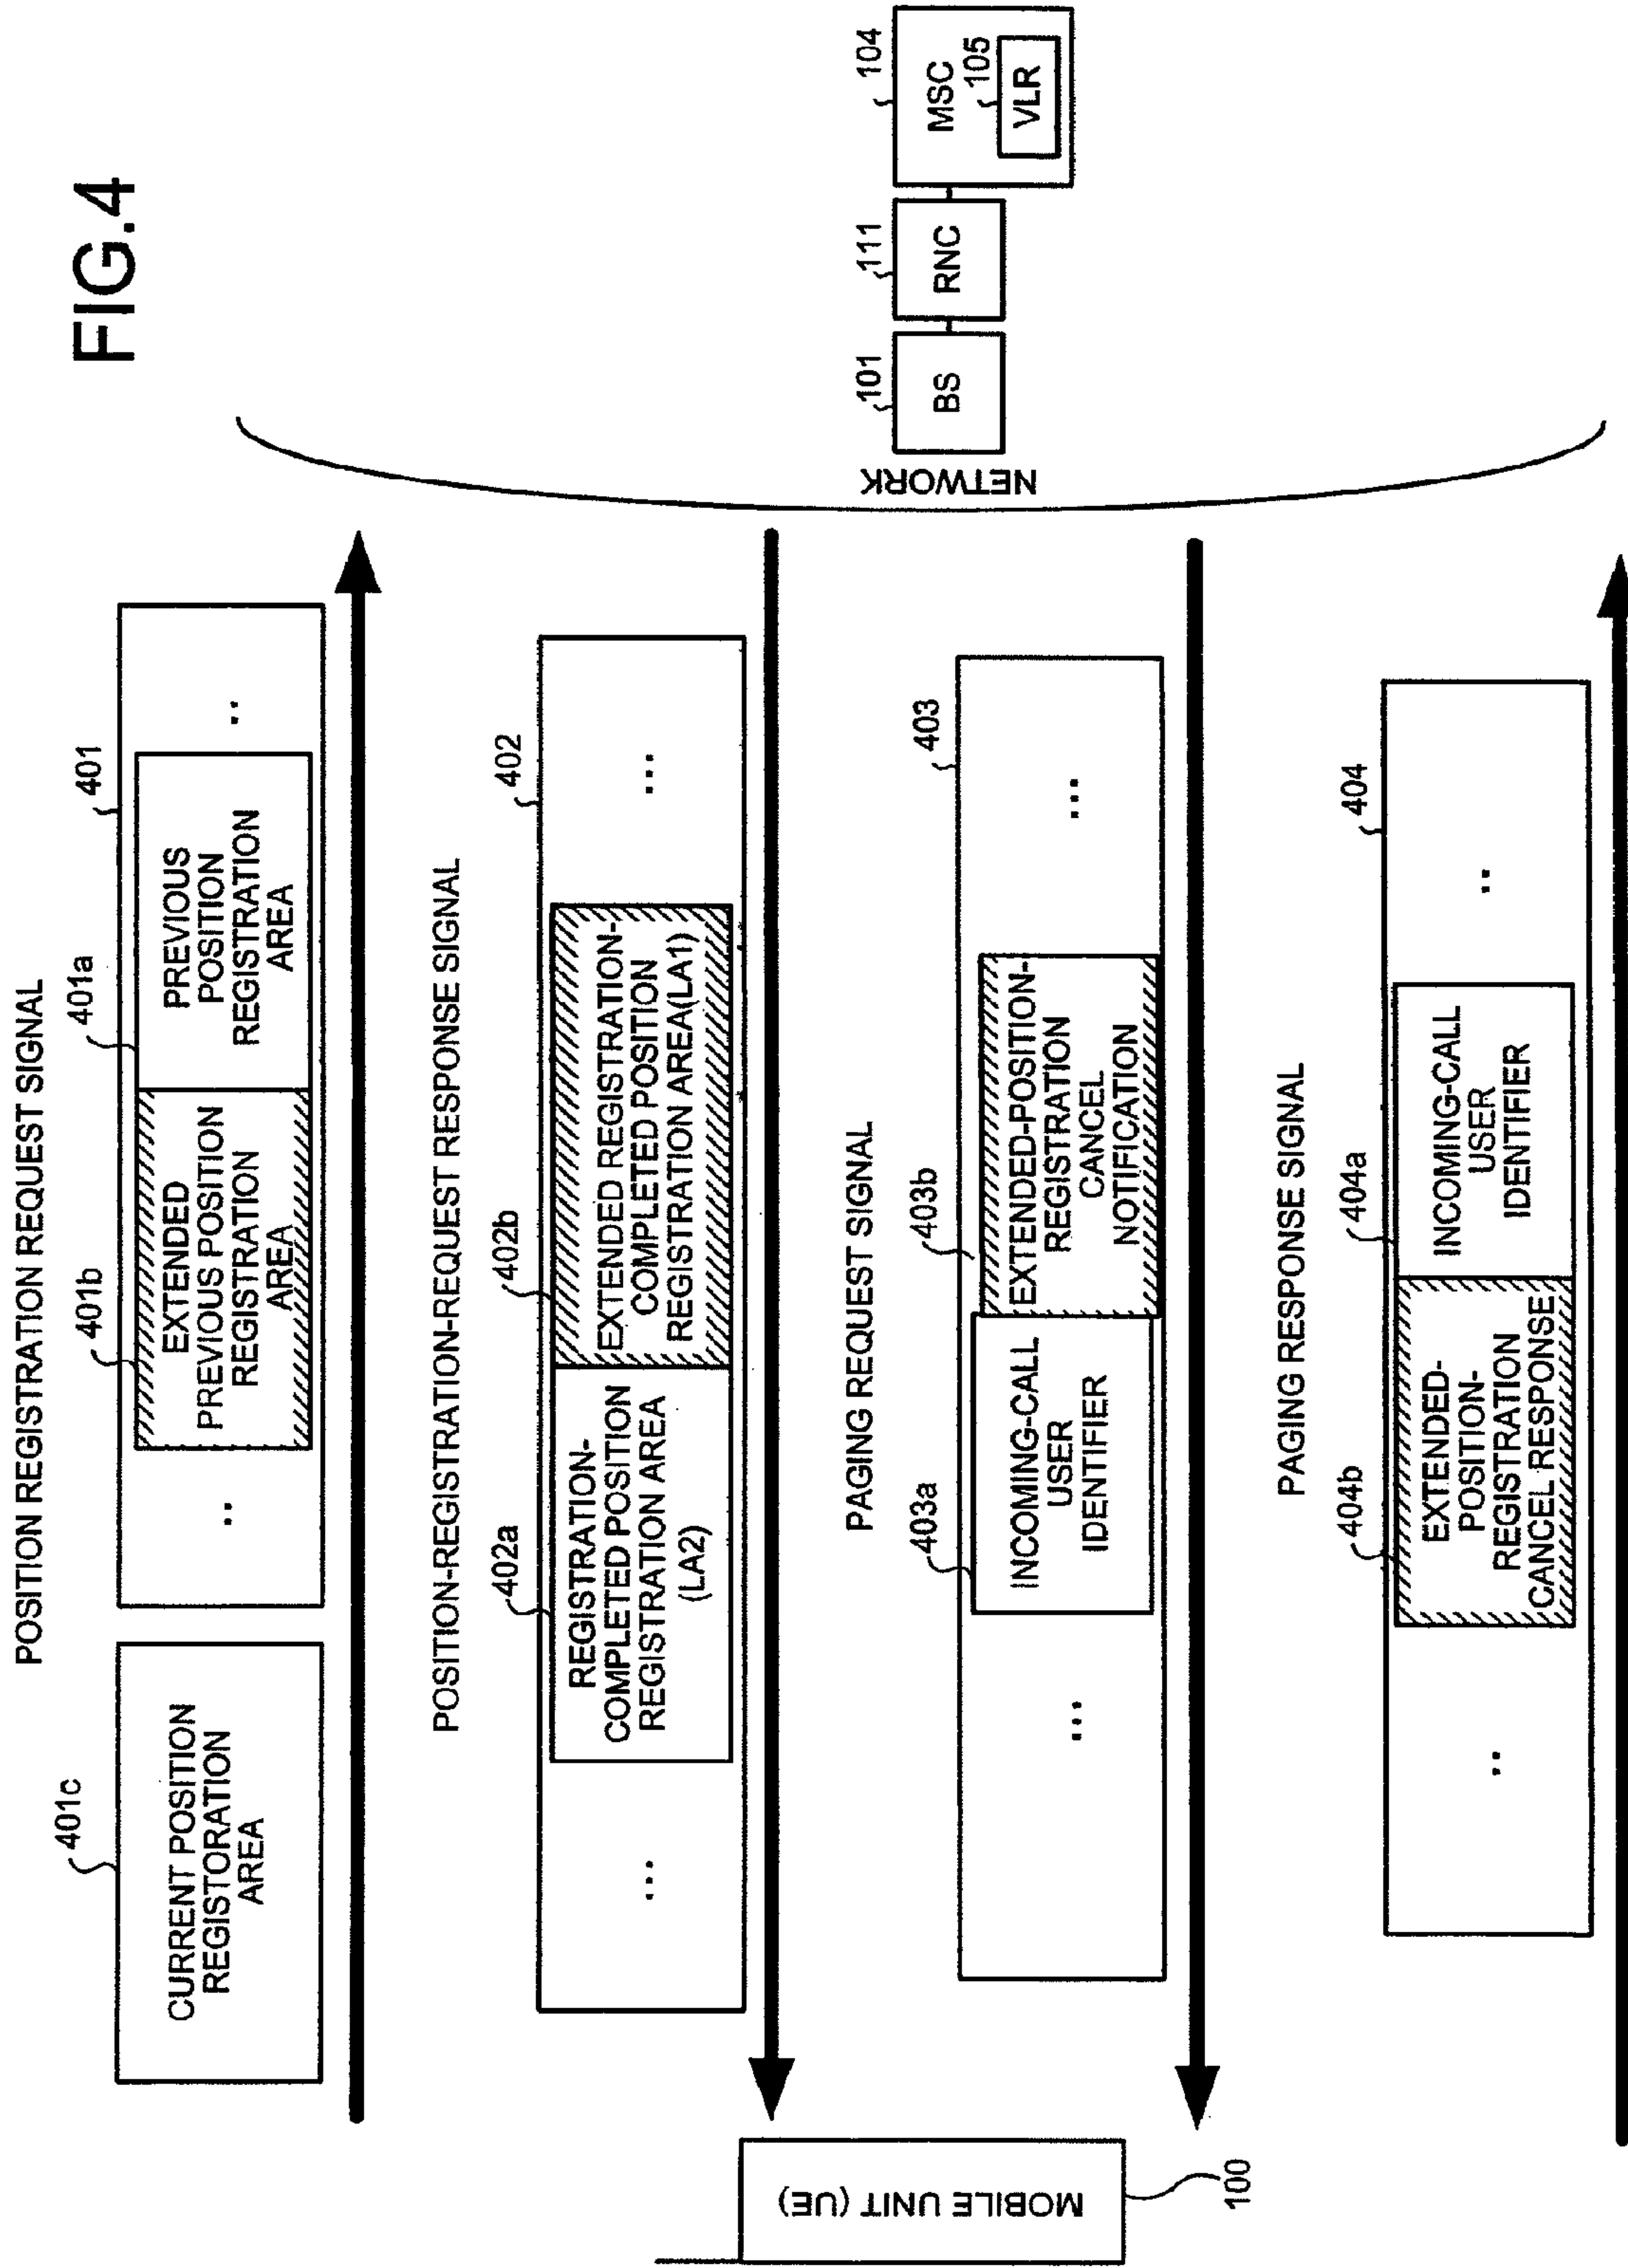 FIG.4
POSITION REGISTRATION REQUEST SIGNAL
401c
CURRENT POSITION
REGISTORATION
AREA
401b
EXTENDED
PREVIOUS POSITION
REGISTRATION
AREA
401a
PREVIOUS
POSITION
REGISTRATION
AREA
401
..
..
POSITION-REGISTRATION-REQUEST RESPONSE SIGNAL
402a
REGISTRATION-
COMPLETED POSITION
REGISTRATION AREA
(LA2)
402b
EXTENDED REGISTRATION-
COMPLETED POSITION
REGISTRATION AREA(LA1)
402
...
...
MOBILE UNIT (UE)
100
PAGING REQUEST SIGNAL
403a
INCOMING-CALL
USER
IDENTIFIER
403b
EXTENDED-POSITION-
REGISTRATION
CANCEL
NOTIFICATION
403
...
...
PAGING RESPONSE SIGNAL
404b
EXTENDED-
POSITION-
REGISTRATION
CANCEL RESPONSE
404a
INCOMING-CALL
USER
IDENTIFIER
404
..
..
NETWORK
101
BS
111
RNC
104
MSC
105
VLR